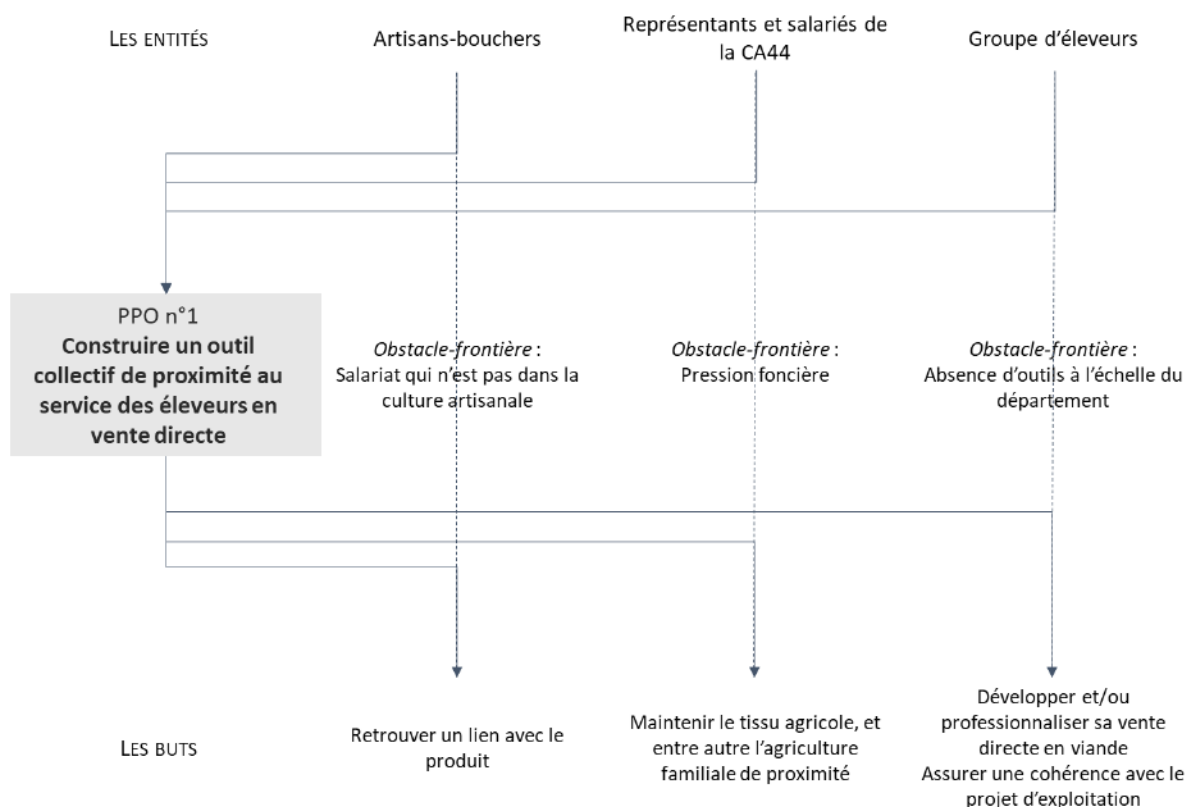 LES ENTITÉS
Artisans-bouchers
Représentants et salariés de
la CA44
Groupe d'éleveurs
PPO n°1
Construire un outil
collectif de proximité au
service des éleveurs en
vente directe
Obstacle-frontière :
Salariat qui n'est pas dans la
culture artisanale
Obstacle-frontière :
Pression foncière
Obstacle-frontière :
Absence d'outils à l'échelle du
département
LES BUTS
Retrouver un lien avec le
produit
Maintenir le tissu agricole, et
entre autre l'agriculture
familiale de proximité
Développer et/ou
professionnaliser sa vente
directe en viande
Assurer une cohérence avec le
projet d'exploitation